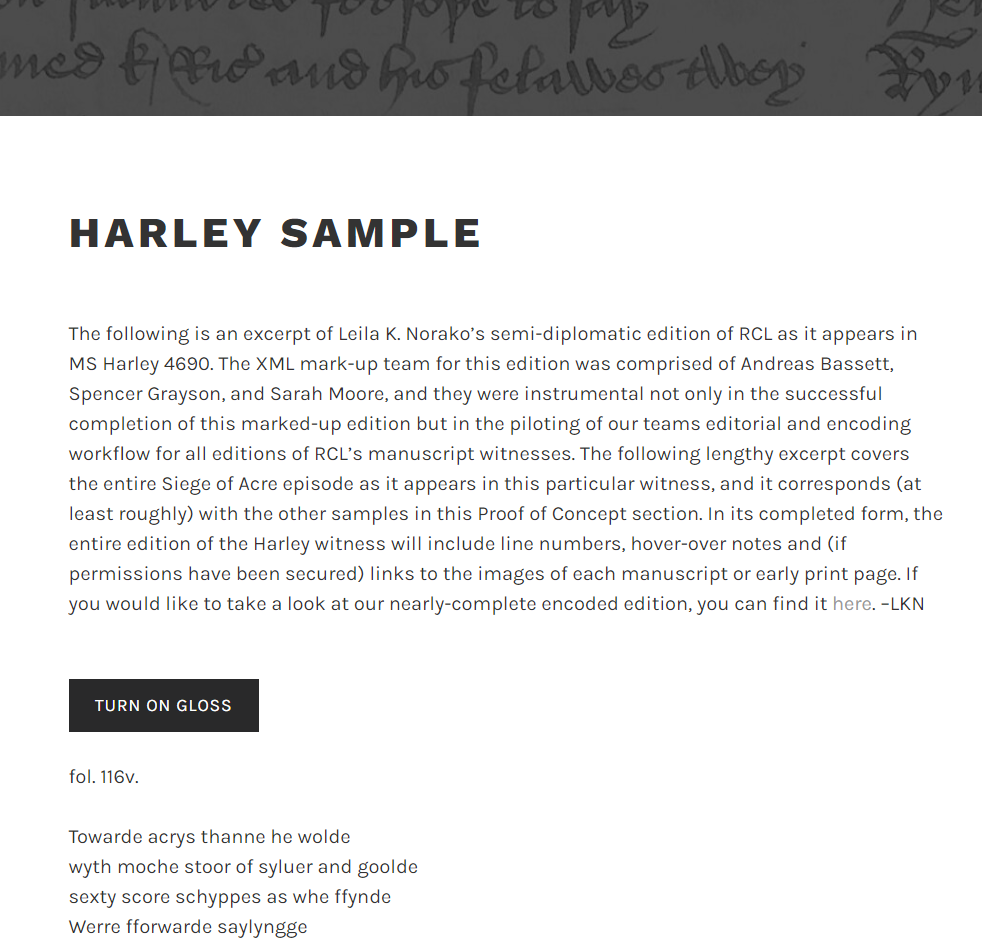 and his felawes they
HARLEY SAMPLE
The following is an excerpt of Leila K. Norako’s semi-diplomatic edition of RCL as it appears in
MS Harley 4690. The XML mark-up team for this edition was comprised of Andreas Bassett,
Spencer Grayson, and Sarah Moore, and they were instrumental not only in the successful
completion of this marked-up edition but in the piloting of our teams editorial and encoding
workflow for all editions of RCL’s manuscript witnesses. The following lengthy excerpt covers
the entire Siege of Acre episode as it appears in this particular witness, and it corresponds (at
least roughly) with the other samples in this Proof of Concept section. In its completed form, the
entire edition of the Harley witness will include line numbers, hover-over notes and (if
permissions have been secured) links to the images of each manuscript or early print page. If
you would like to take a look at our nearly-complete encoded edition, you can find it here. –LKN
TURN ON GLOSS
fol. 116v.
Towarde acrys thanne he wolde
wyth moche stoor of syluer and goolde
sexty score schyppes as whe ffynde
Werre fforwarde saylyngge